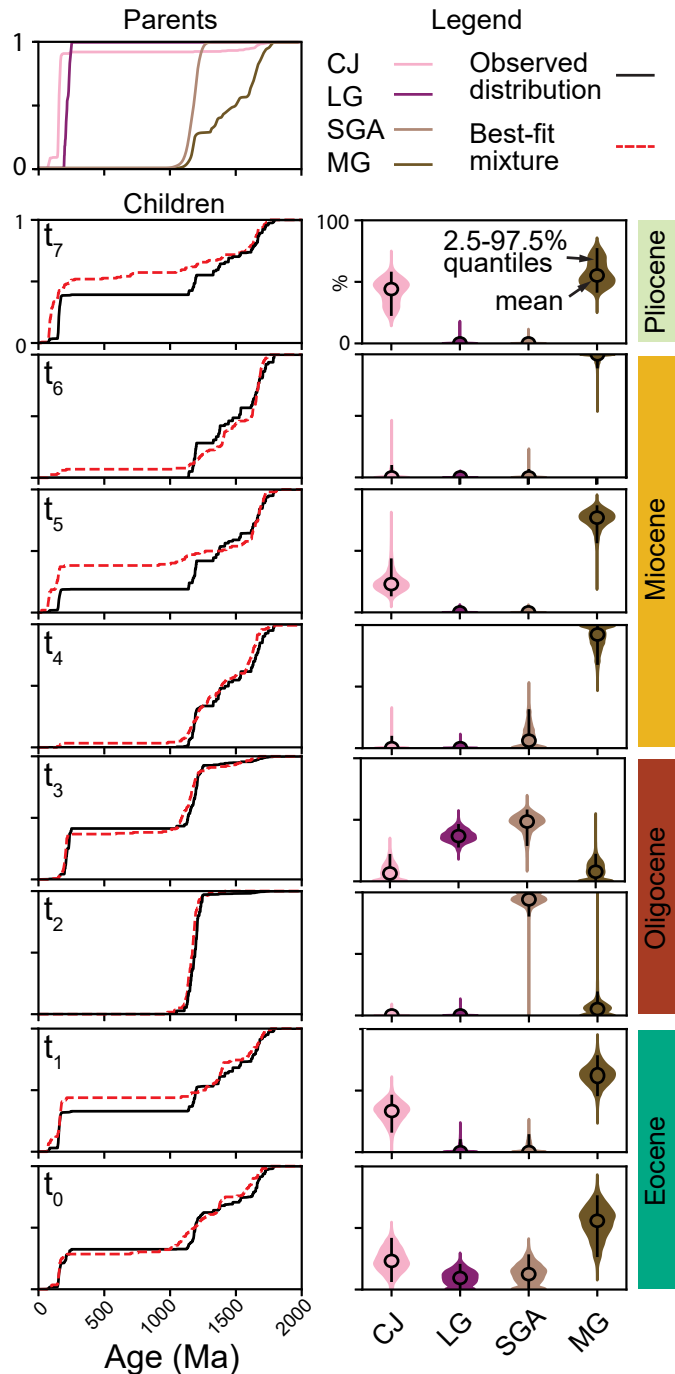 Parents
Legend
1
0
CJ
LG
SGA
MG
Observed
distribution
Best-fit
mixture
Children
1
t7
0
100
%
0
2.5-97.5%
quantiles
mean
Pliocene
t6
t5
Miocene
t4
t3
Oligocene
t2
t1
Eocene
t0
0
500
1000
1500
2000
Age (Ma)
CJ
LG
SGA
MG